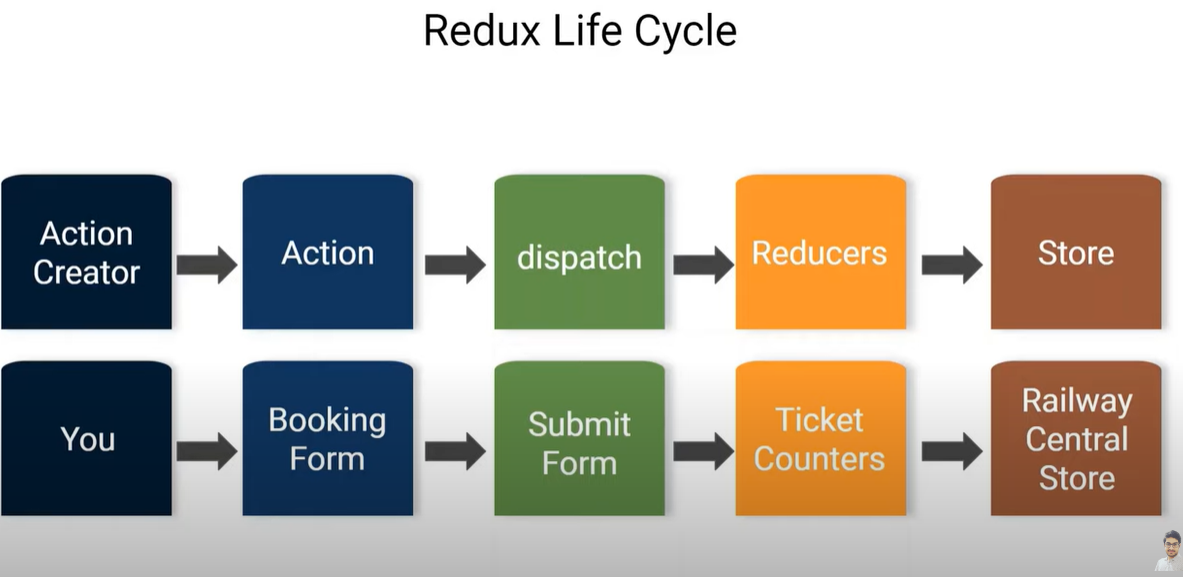 Redux Life Cycle
Action
Creator
Action
dispatch
Reducers
Store
You
Booking
Form
Submit
Form
Ticket
Counters
Railway
Central
Store